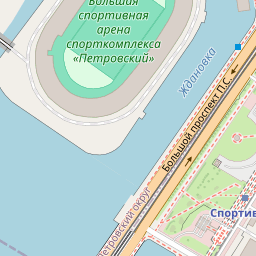 Большая
спортивная
арена
спорткомплекса
«Петровский»
Ждановка
Большой проспект П.С.
Петровский округ
Спортив